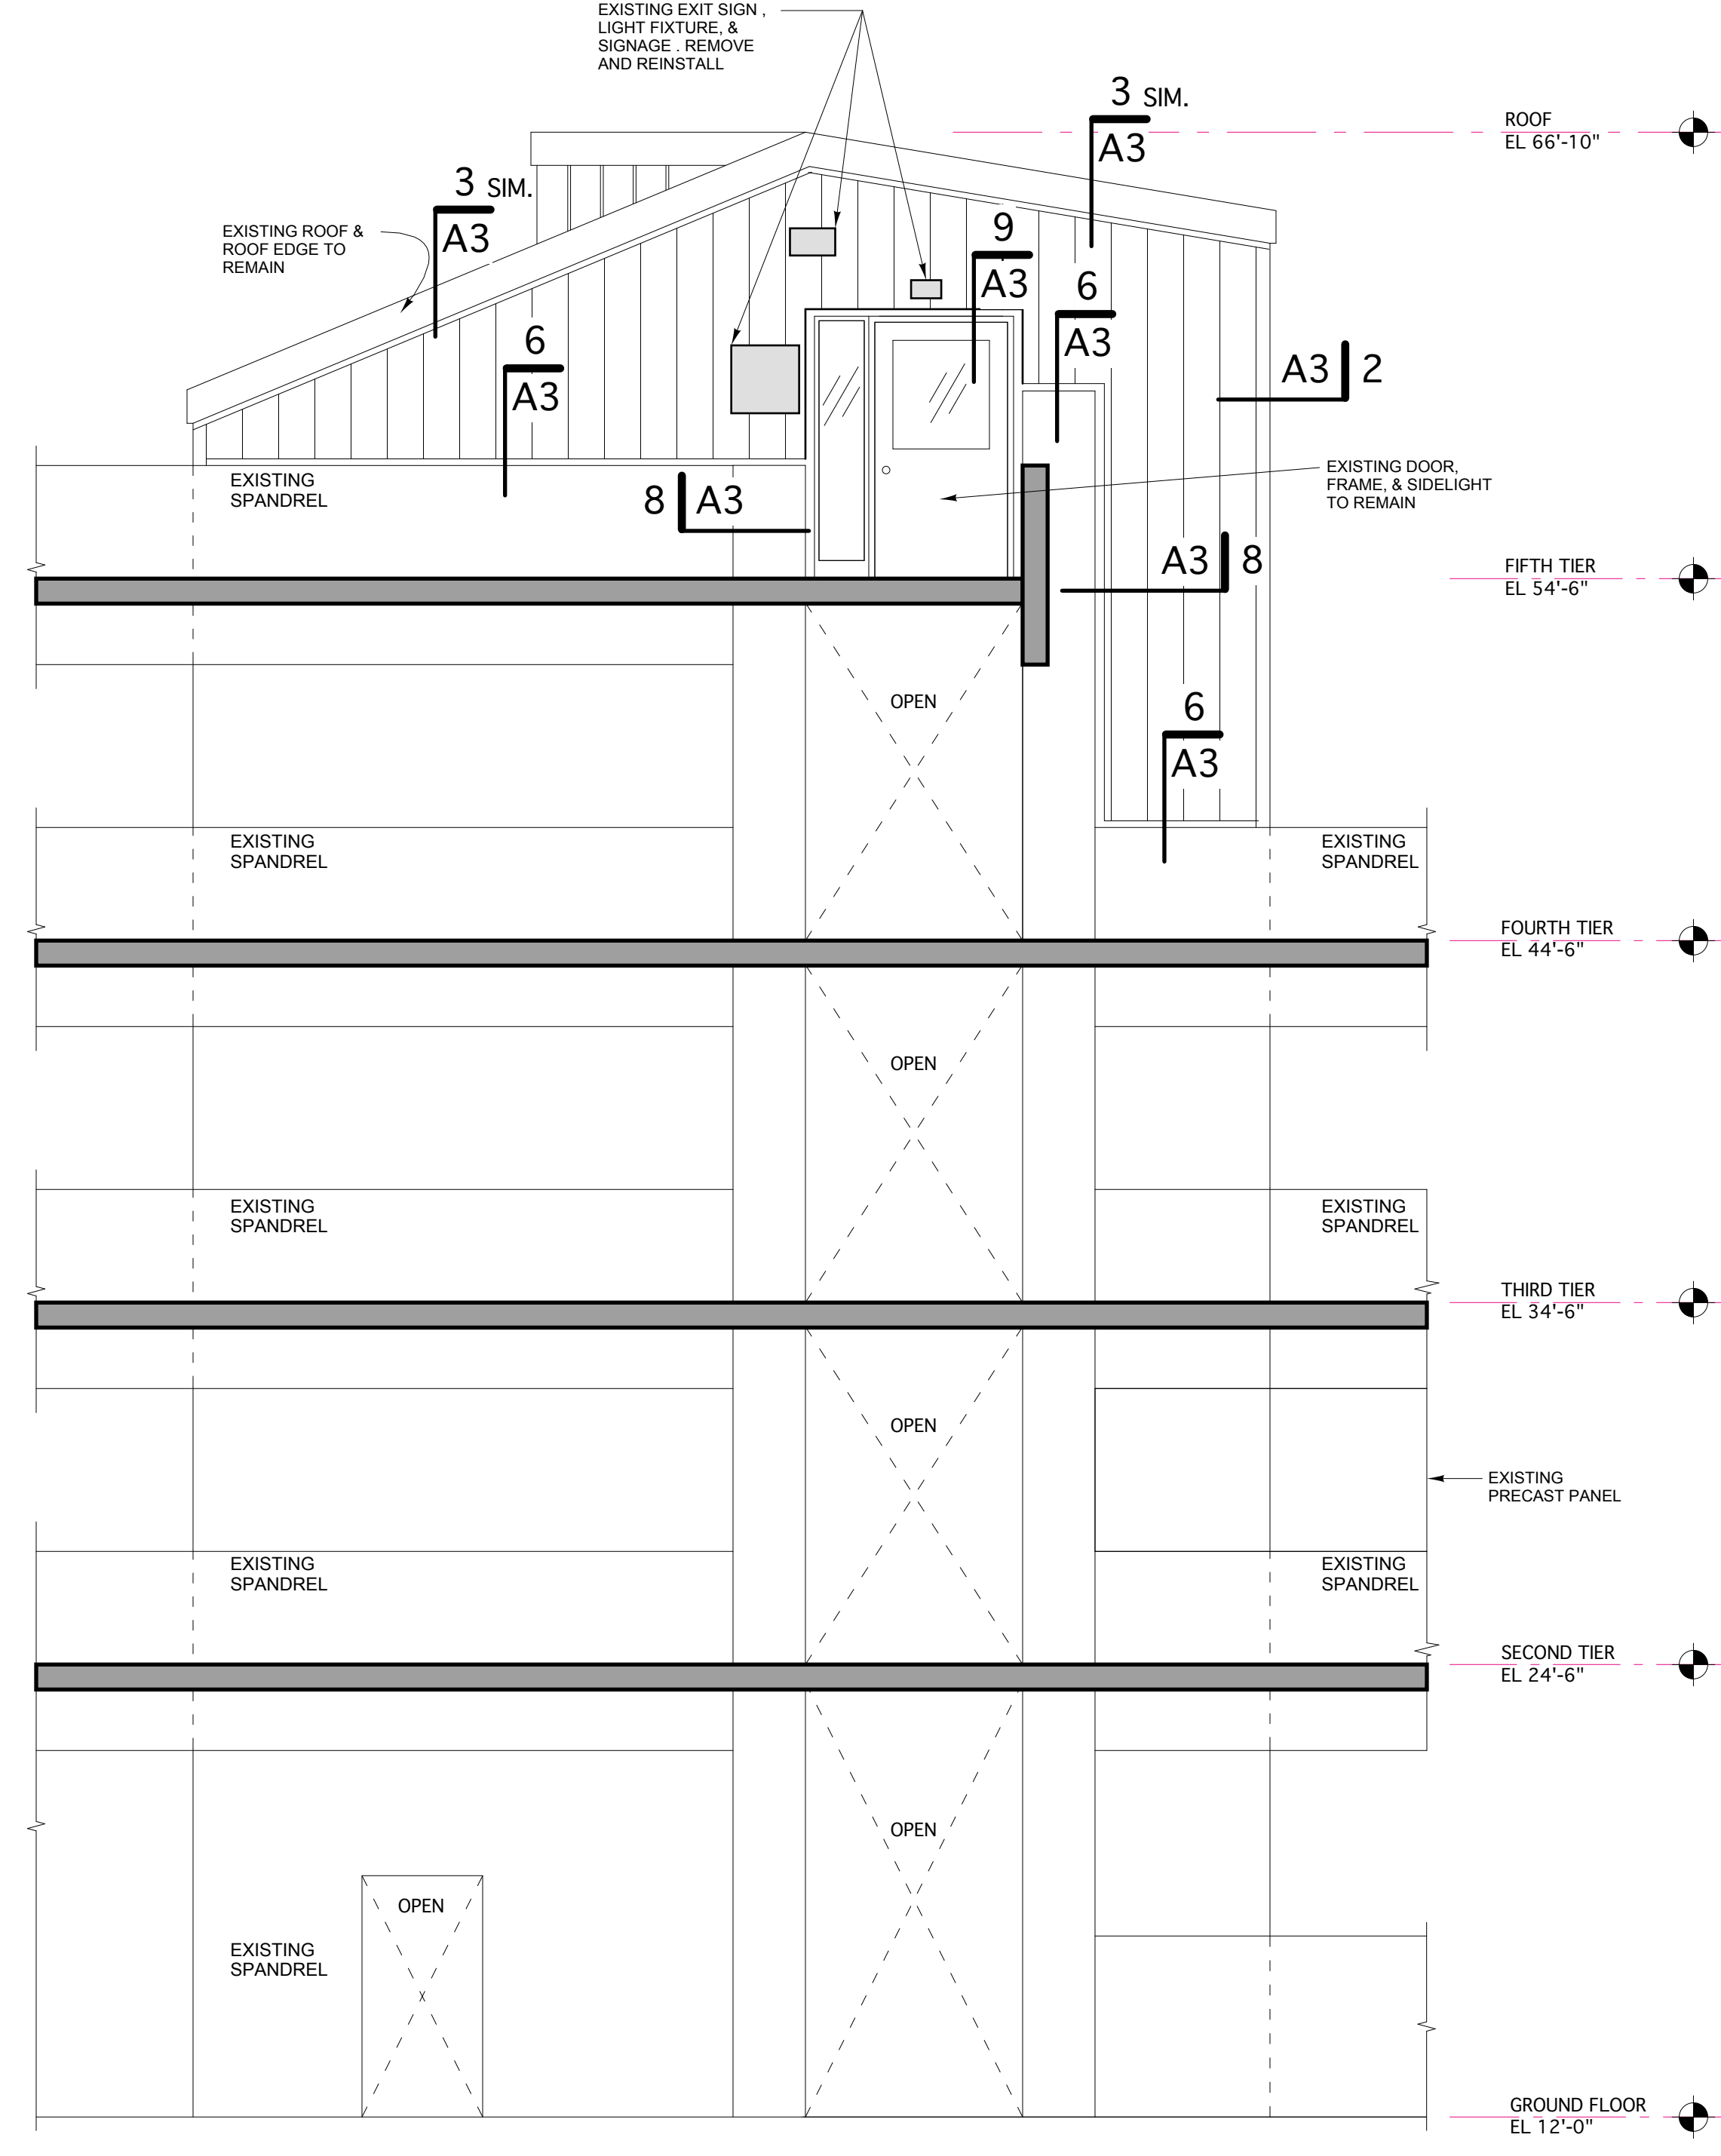 EXISTING EXIT SIGN ,
LIGHT FIXTURE, &
SIGNAGE . REMOVE
AND REINSTALL
3 SIM.
A3
ROOF
EL 66'-10"
3 SIM.
A3
EXISTING ROOF &
ROOF EDGE TO
REMAIN
9
A3
6
A3
6
A3
A3 2
EXISTING
SPANDREL
8 A3
EXISTING DOOR,
FRAME, & SIDELIGHT
TO REMAIN
A3 8
FIFTH TIER
EL 54'-6"
OPEN
6
A3
EXISTING
SPANDREL
EXISTING
SPANDREL
FOURTH TIER
EL 44'-6"
OPEN
EXISTING
SPANDREL
EXISTING
SPANDREL
THIRD TIER
EL 34'-6"
OPEN
EXISTING
PRECAST PANEL
EXISTING
SPANDREL
EXISTING
SPANDREL
SECOND TIER
EL 24'-6"
OPEN
OPEN
EXISTING
SPANDREL
GROUND FLOOR
EL 12'-0"